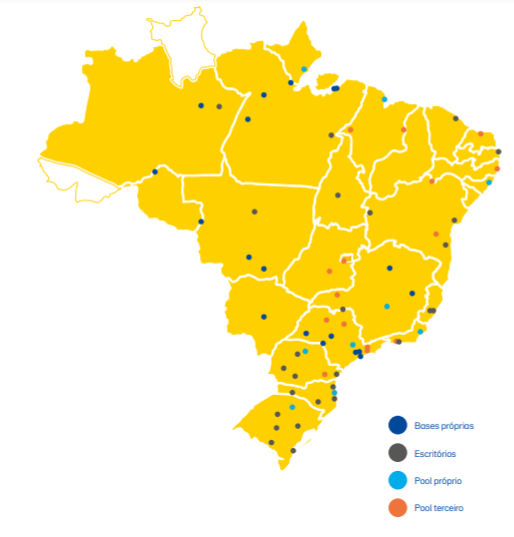 Bases próprias
Escritórios
Pool próprio
Pool terceiro